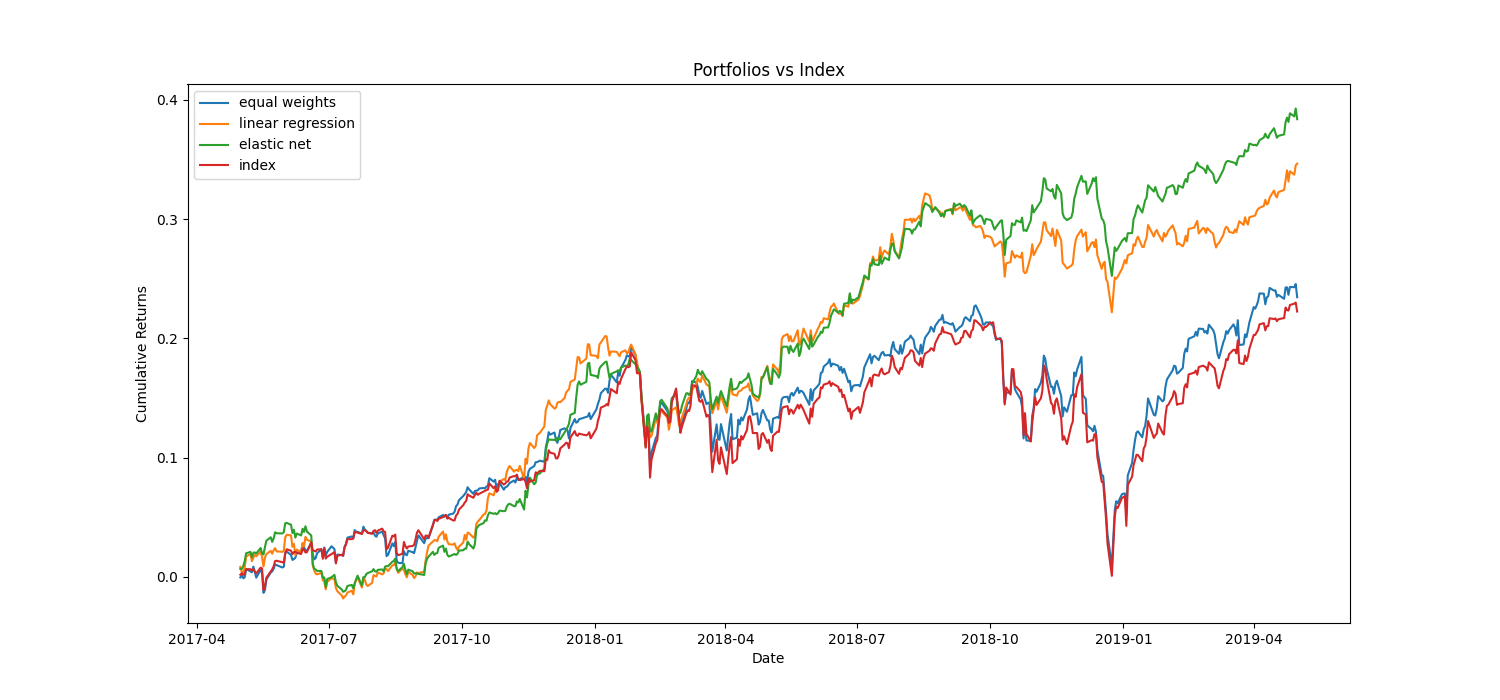 Portfolios vs Index
equal weights
linear regression
elastic net
index
Cumulative Returns
0.4
0.3
0.2
0.1
0.0
2017-04 2017-07 2017-10 2018-01 2018-04 2018-07 2018-10 2019-01 2019-04
Date